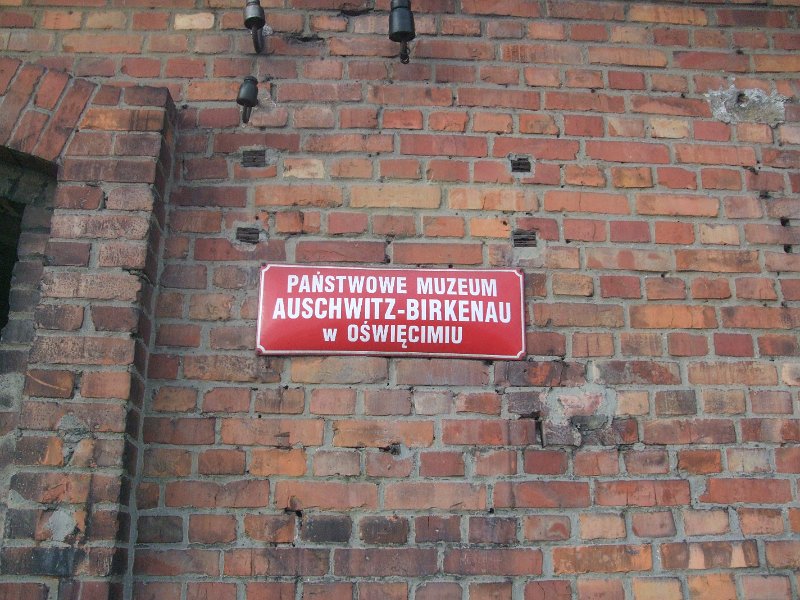 PAŃSTWOWE MUZEUM
AUSCHWITZ-BIRKENAU
w OŚWIĘCIMIU